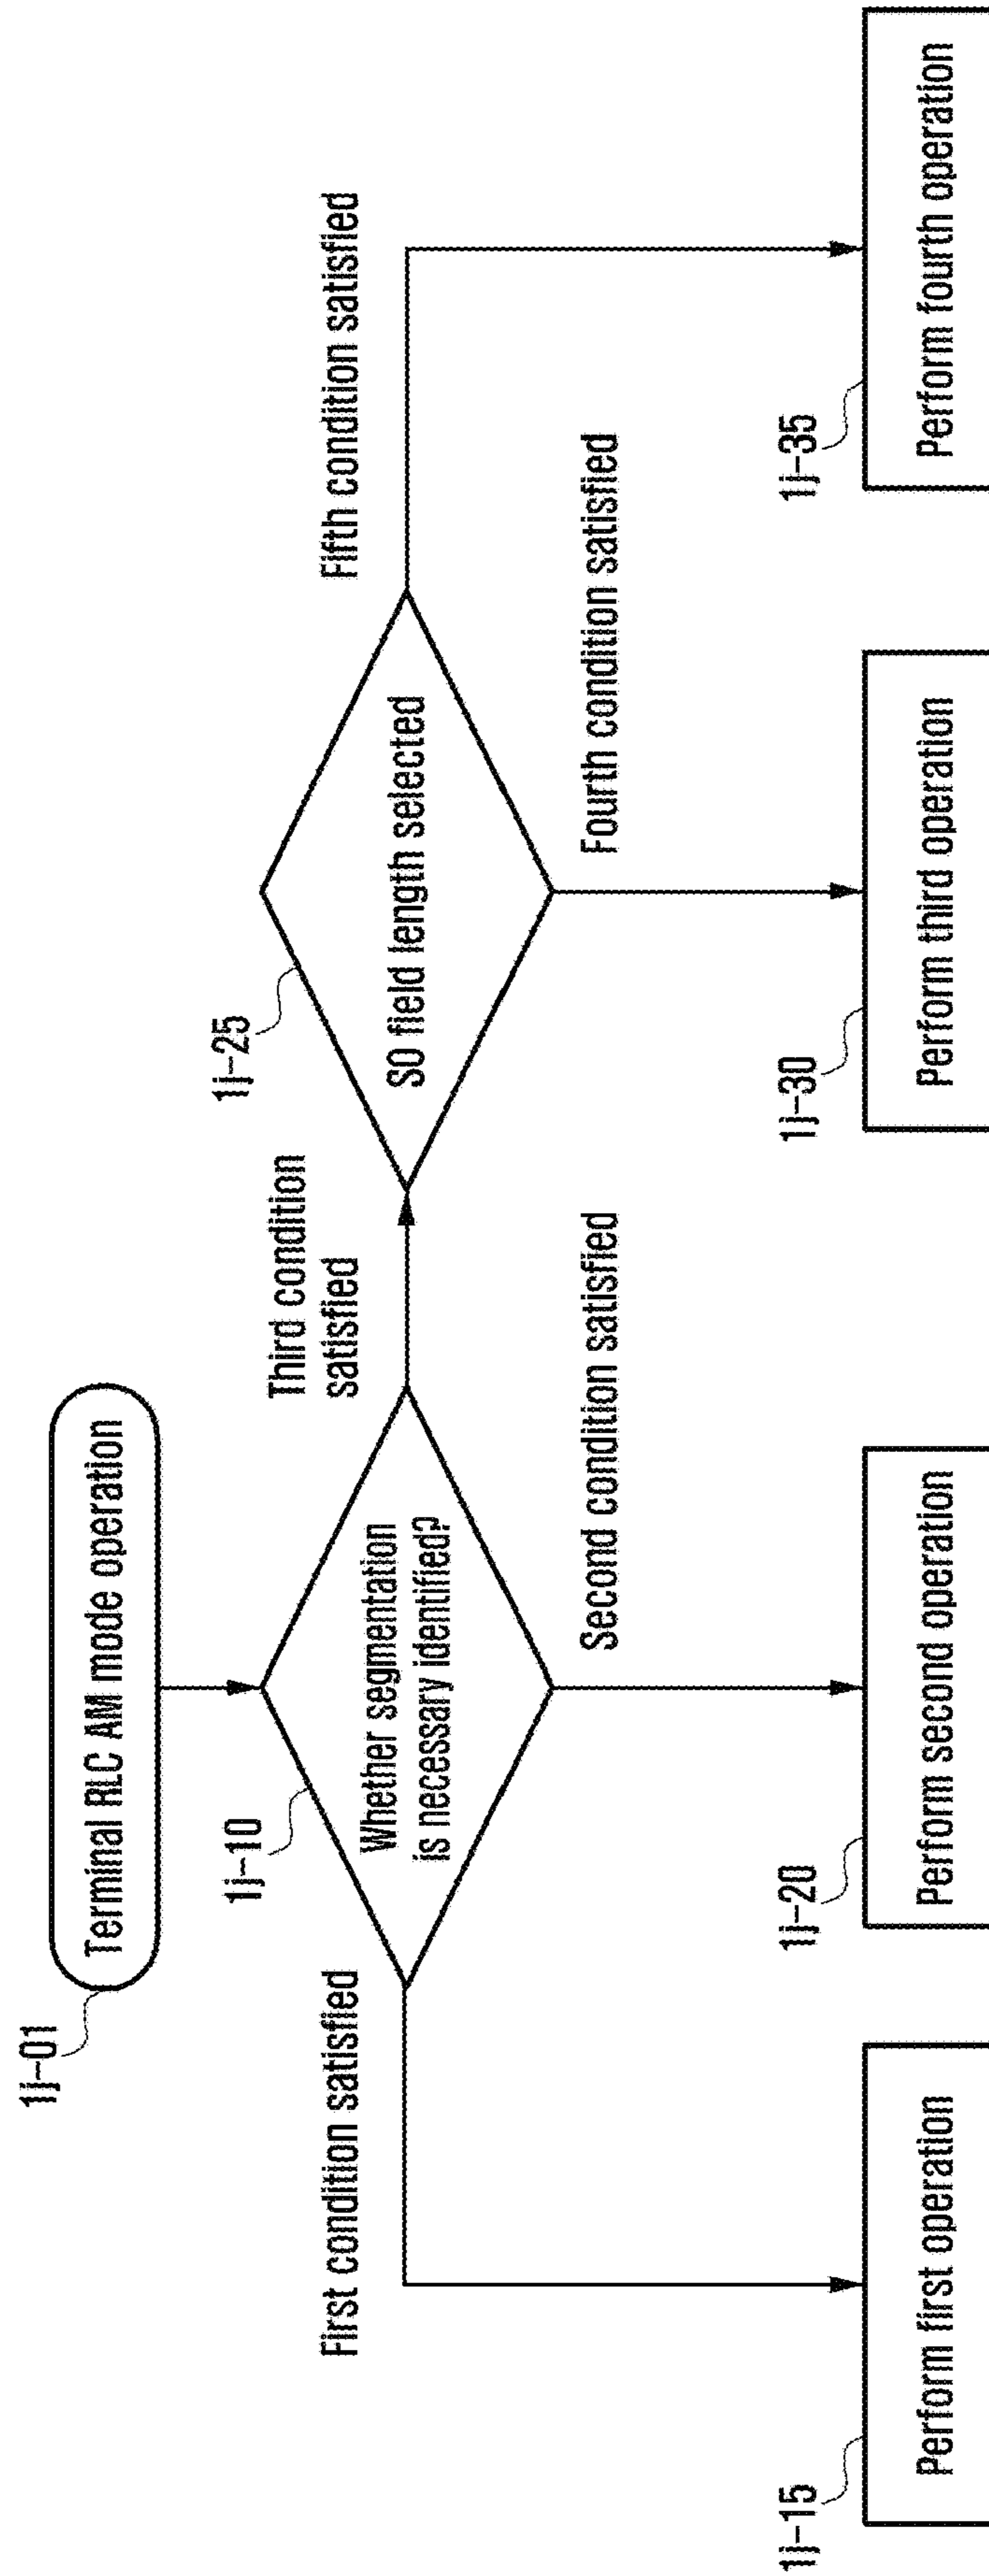 1j-01
Terminal RLC AM mode operation
1j-10
Whether segmentation
is necessary identified?
First condition satisfied
Third condition
satisfied
Second condition satisfied
1j-25
SO field length selected
Fifth condition satisfied
Fourth condition satisfied
1j-15
Perform first operation
1j-20
Perform second operation
1j-30
Perform third operation
1j-35
Perform fourth operation